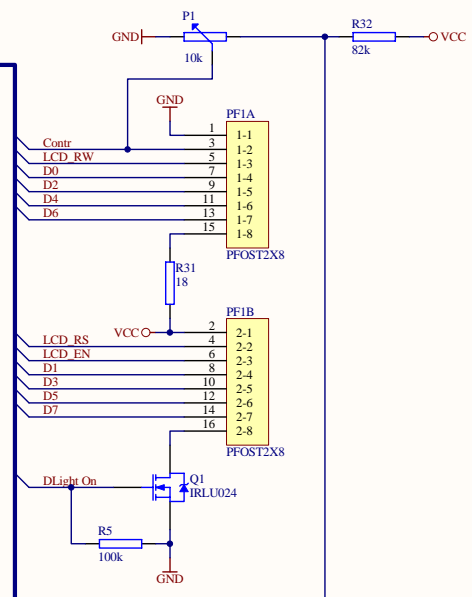 P1
R32
GND
VCC
10k
82k
GND
PF1A
1 1-1
Contr 3 1-2
LCD_RW 5 1-3
D0 7 1-4
D2 9 1-5
D4 11 1-6
D6 13 1-7
15 1-8
PFOST2X8
R31
18
PF1B
VCC 2 2-1
LCD_RS 4 2-2
LCD_EN 6 2-3
D1 8 2-4
D3 10 2-5
D5 12 2-6
D7 14 2-7
16 2-8
PFOST2X8
DLight On
Q1
IRLU024
R5
100k
GND